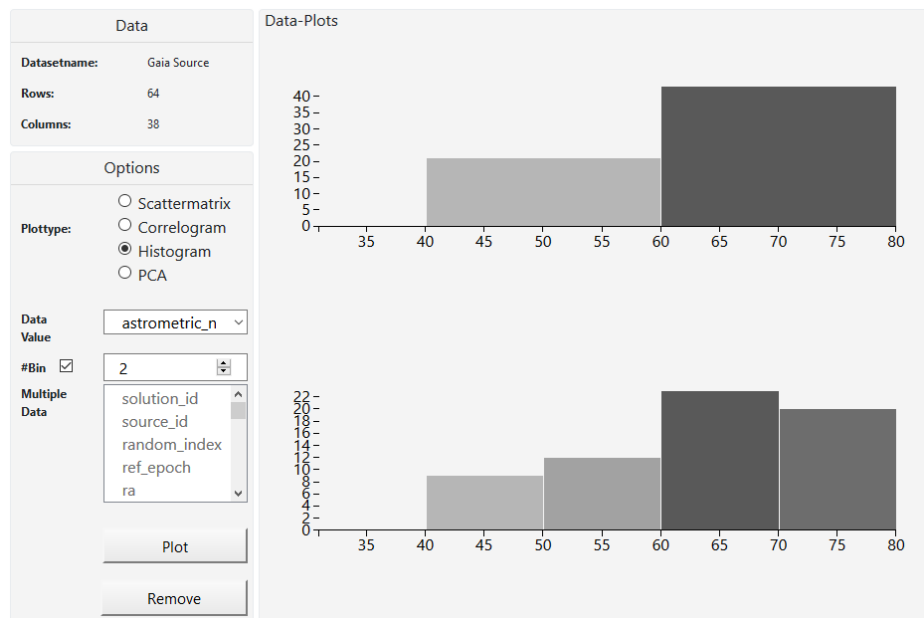 Data
Datasetname: Gaia Source
Rows: 64
Columns: 38
Options
Plottype:
Scattermatrix
Correlogram
Histogram
PCA
Data
Value
astrometric_n
#Bin 2
Multiple
Data
solution_id
source_id
random_index
ref_epoch
ra
Plot
Remove
Data-Plots
40
35
30
25
20
15
10
5
0
35 40 45 50 55 60 65 70 75 80
22
20
18
16
14
12
10
8
6
4
2
0
35 40 45 50 55 60 65 70 75 80